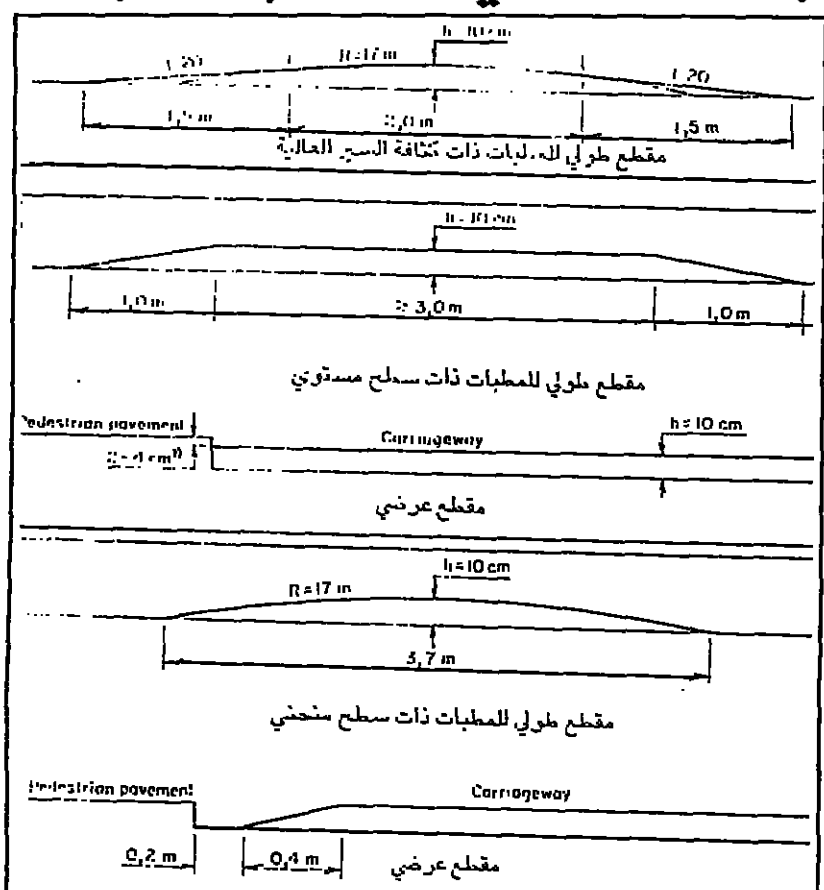 h = 10 cm
R = 17 m
1,20
1,20
1,5 m
1,5 m
مقطع طولي للمطبات ذات كثافة السير العالية
h = 10 cm
1,0 m
≥ 3,0 m
1,0 m
مقطع طولي للمطبات ذات سطح مستوي
Pedestrian pavement
Carriageway
h = 10 cm
مقطع عرضي
h = 10 cm
R = 17 m
3,7 m
مقطع طولي للمطبات ذات سطح منحني
Pedestrian pavement
Carriageway
0,2 m
0,4 m
مقطع عرضي